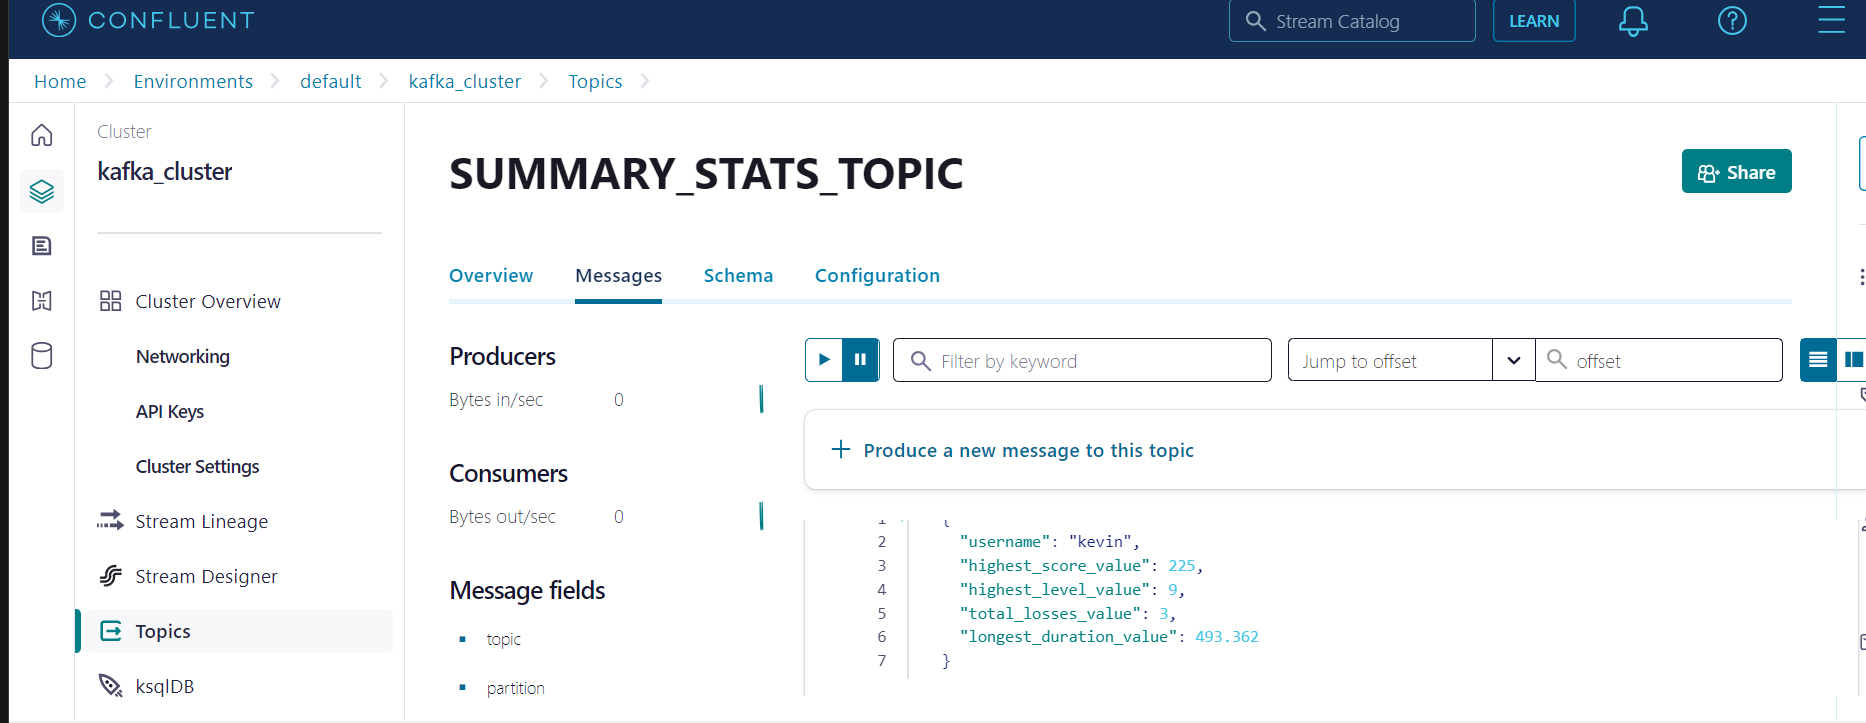 CONFLUENT
Stream Catalog
LEARN
Home
Environments
default
kafka_cluster
Topics
Cluster
kafka_cluster
Cluster Overview
Networking
API Keys
Cluster Settings
Stream Lineage
Stream Designer
Topics
ksqlDB
SUMMARY_STATS_TOPIC
Share
Overview
Messages
Schema
Configuration
Producers
Bytes in/sec 0
Consumers
Bytes out/sec 0
Message fields
topic
partition
Filter by keyword
Jump to offset
offset
Produce a new message to this topic
1 {
2 "username": "kevin",
3 "highest_score_value": 225,
4 "highest_level_value": 9,
5 "total_losses_value": 3,
6 "longest_duration_value": 493.362
7 }